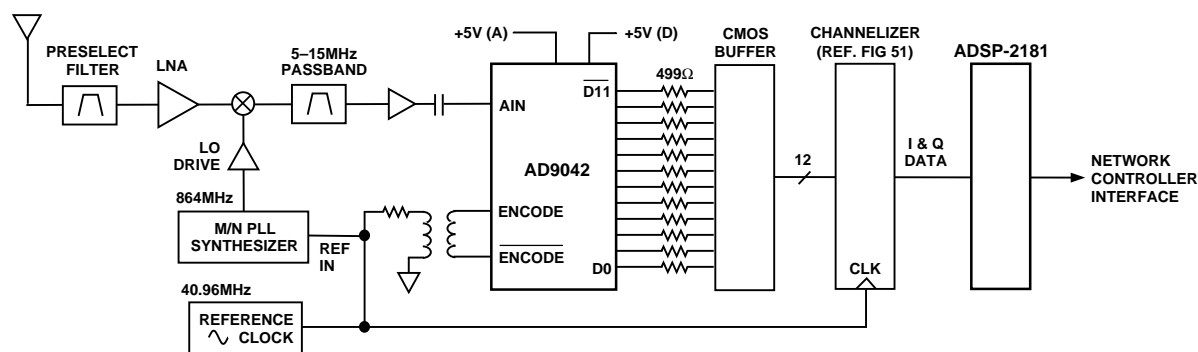 PRESELECT
FILTER
LNA
5–15MHz
PASSBAND
LO
DRIVE
864MHz
M/N PLL
SYNTHESIZER
REF
IN
40.96MHz
REFERENCE
CLOCK
+5V (A)
+5V (D)
AIN
D11
AD9042
ENCODE
ENCODE
D0
499Ω
CMOS
BUFFER
12
CHANNELIZER
(REF. FIG 51)
CLK
I & Q
DATA
ADSP-2181
NETWORK
CONTROLLER
INTERFACE